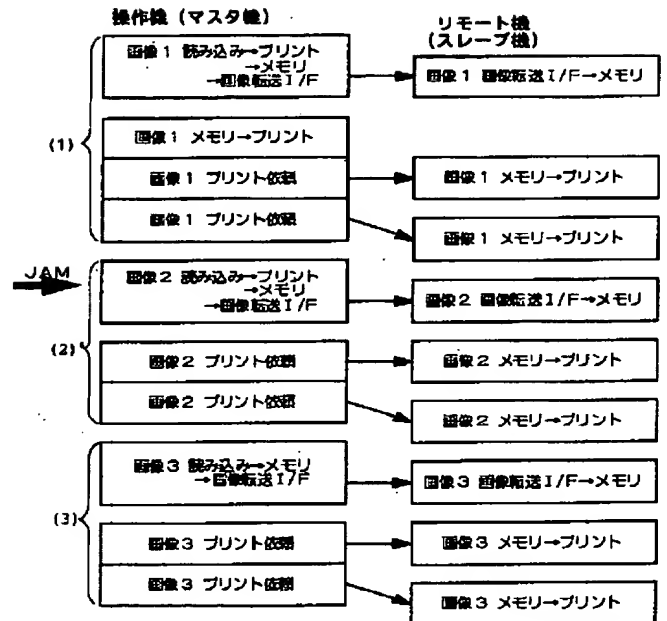 操作機（マスタ機）
リモート機
（スレーブ機）
画像1 読み込み→プリント
→メモリ
→画像転送I/F
画像1 画像転送I/F→メモリ
(1)
画像1 メモリ→プリント
画像1 プリント依頼
画像1 メモリ→プリント
画像1 プリント依頼
画像1 メモリ→プリント
JAM
画像2 読み込み→プリント
→メモリ
→画像転送I/F
画像2 画像転送I/F→メモリ
(2)
画像2 プリント依頼
画像2 メモリ→プリント
画像2 プリント依頼
画像2 メモリ→プリント
画像3 読み込み→メモリ
→画像転送I/F
画像3 画像転送I/F→メモリ
(3)
画像3 プリント依頼
画像3 メモリ→プリント
画像3 プリント依頼
画像3 メモリ→プリント